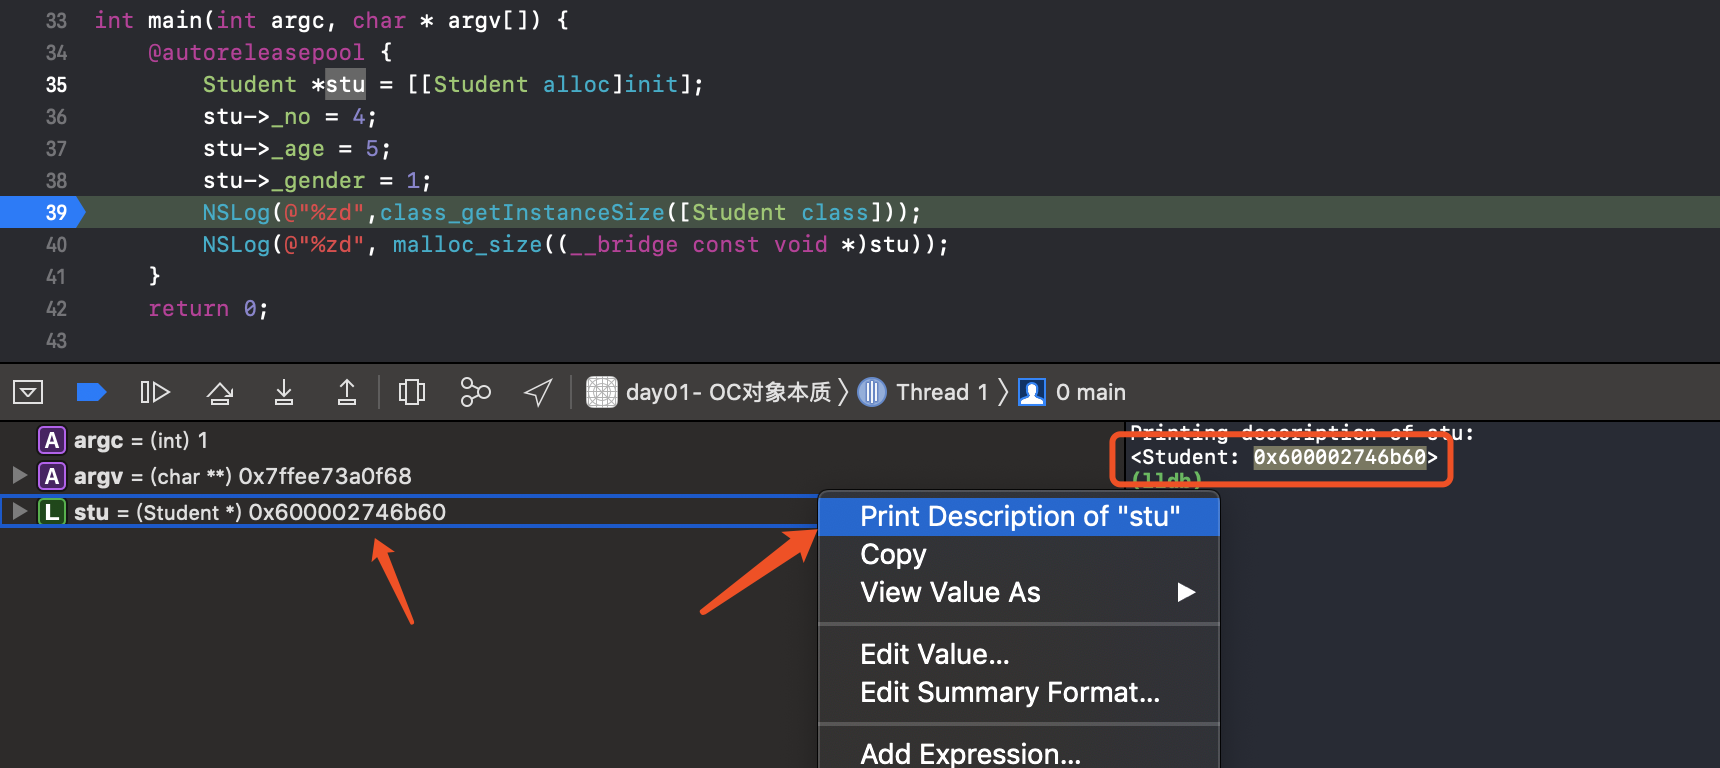 33 int main(int argc, char * argv[]) {
34 @autoreleasepool {
35 Student *stu = [[Student alloc]init];
36 stu->_no = 4;
37 stu->_age = 5;
38 stu->_gender = 1;
39 NSLog(@"%zd",class_getInstanceSize([Student class]));
40 NSLog(@"%zd", malloc_size((__bridge const void *)stu));
41 }
42 return 0;
43
day01- OC对象本质 〉 Thread 1 〉 0 main
A argc = (int) 1
A argv = (char **) 0x7ffee73a0f68
L stu = (Student *) 0x600002746b60
Printing description of stu:
<Student: 0x600002746b60>
(lldb)
Print Description of "stu"
Copy
View Value As
Edit Value...
Edit Summary Format...
Add Expression...